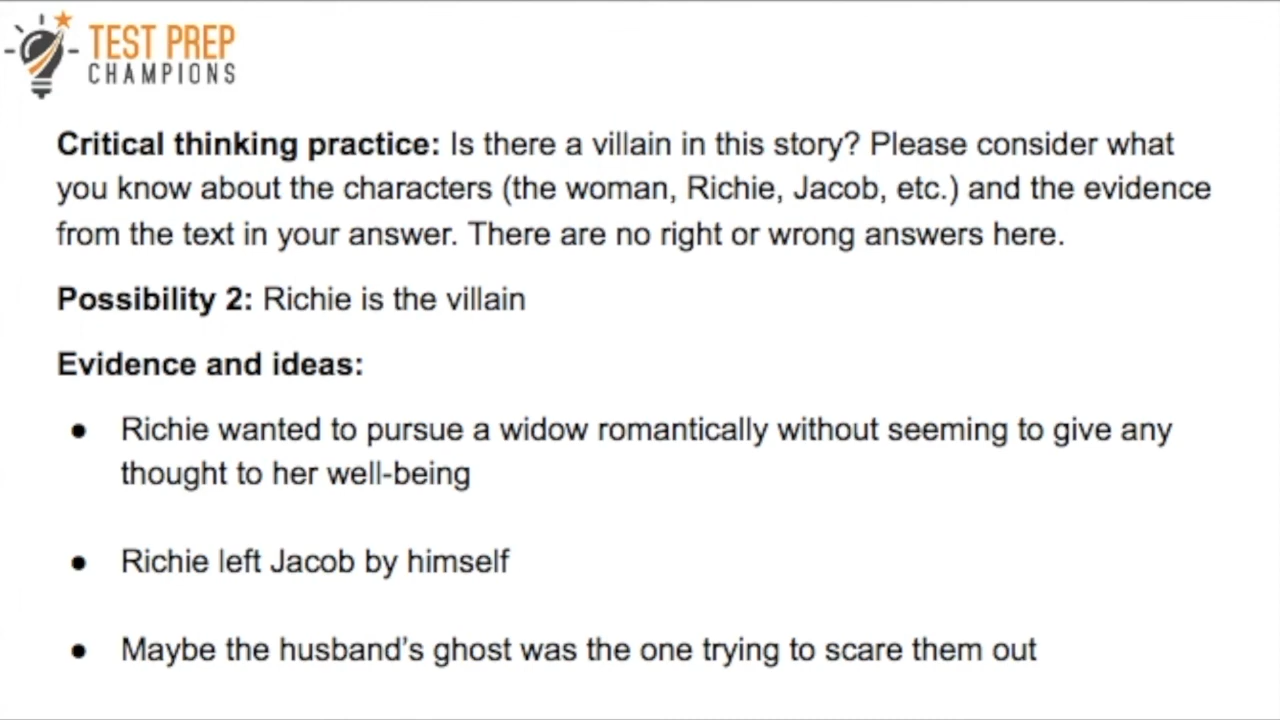 TEST PREP
CHAMPIONS
Critical thinking practice: Is there a villain in this story? Please consider what
you know about the characters (the woman, Richie, Jacob, etc.) and the evidence
from the text in your answer. There are no right or wrong answers here.
Possibility 2: Richie is the villain
Evidence and ideas:
● Richie wanted to pursue a widow romantically without seeming to give any
thought to her well-being
● Richie left Jacob by himself
● Maybe the husband’s ghost was the one trying to scare them out